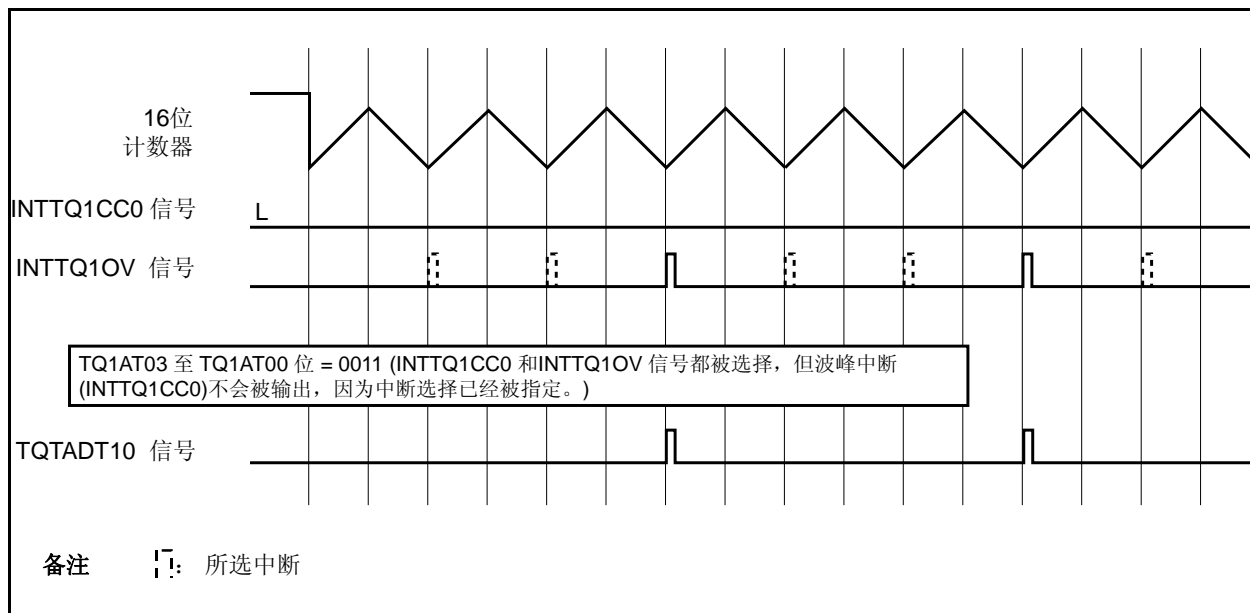 16位
计数器
INTTQ1CC0 信号
L
INTTQ1OV 信号
TQ1AT03 至 TQ1AT00 位 = 0011 (INTTQ1CC0 和INTTQ1OV 信号都被选择，但波峰中断
(INTTQ1CC0)不会被输出，因为中断选择已经被指定。)
TQTADT10 信号
备注 ： 所选中断